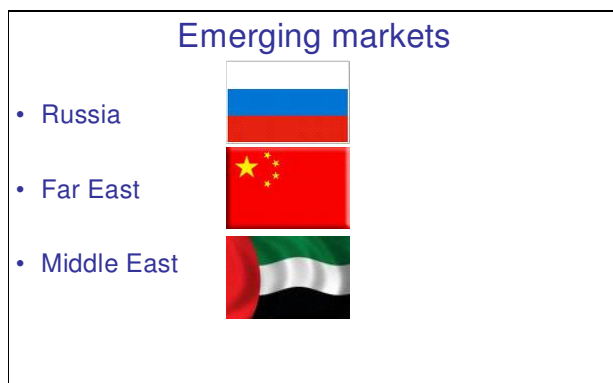 Emerging markets
• Russia
• Far East
• Middle East